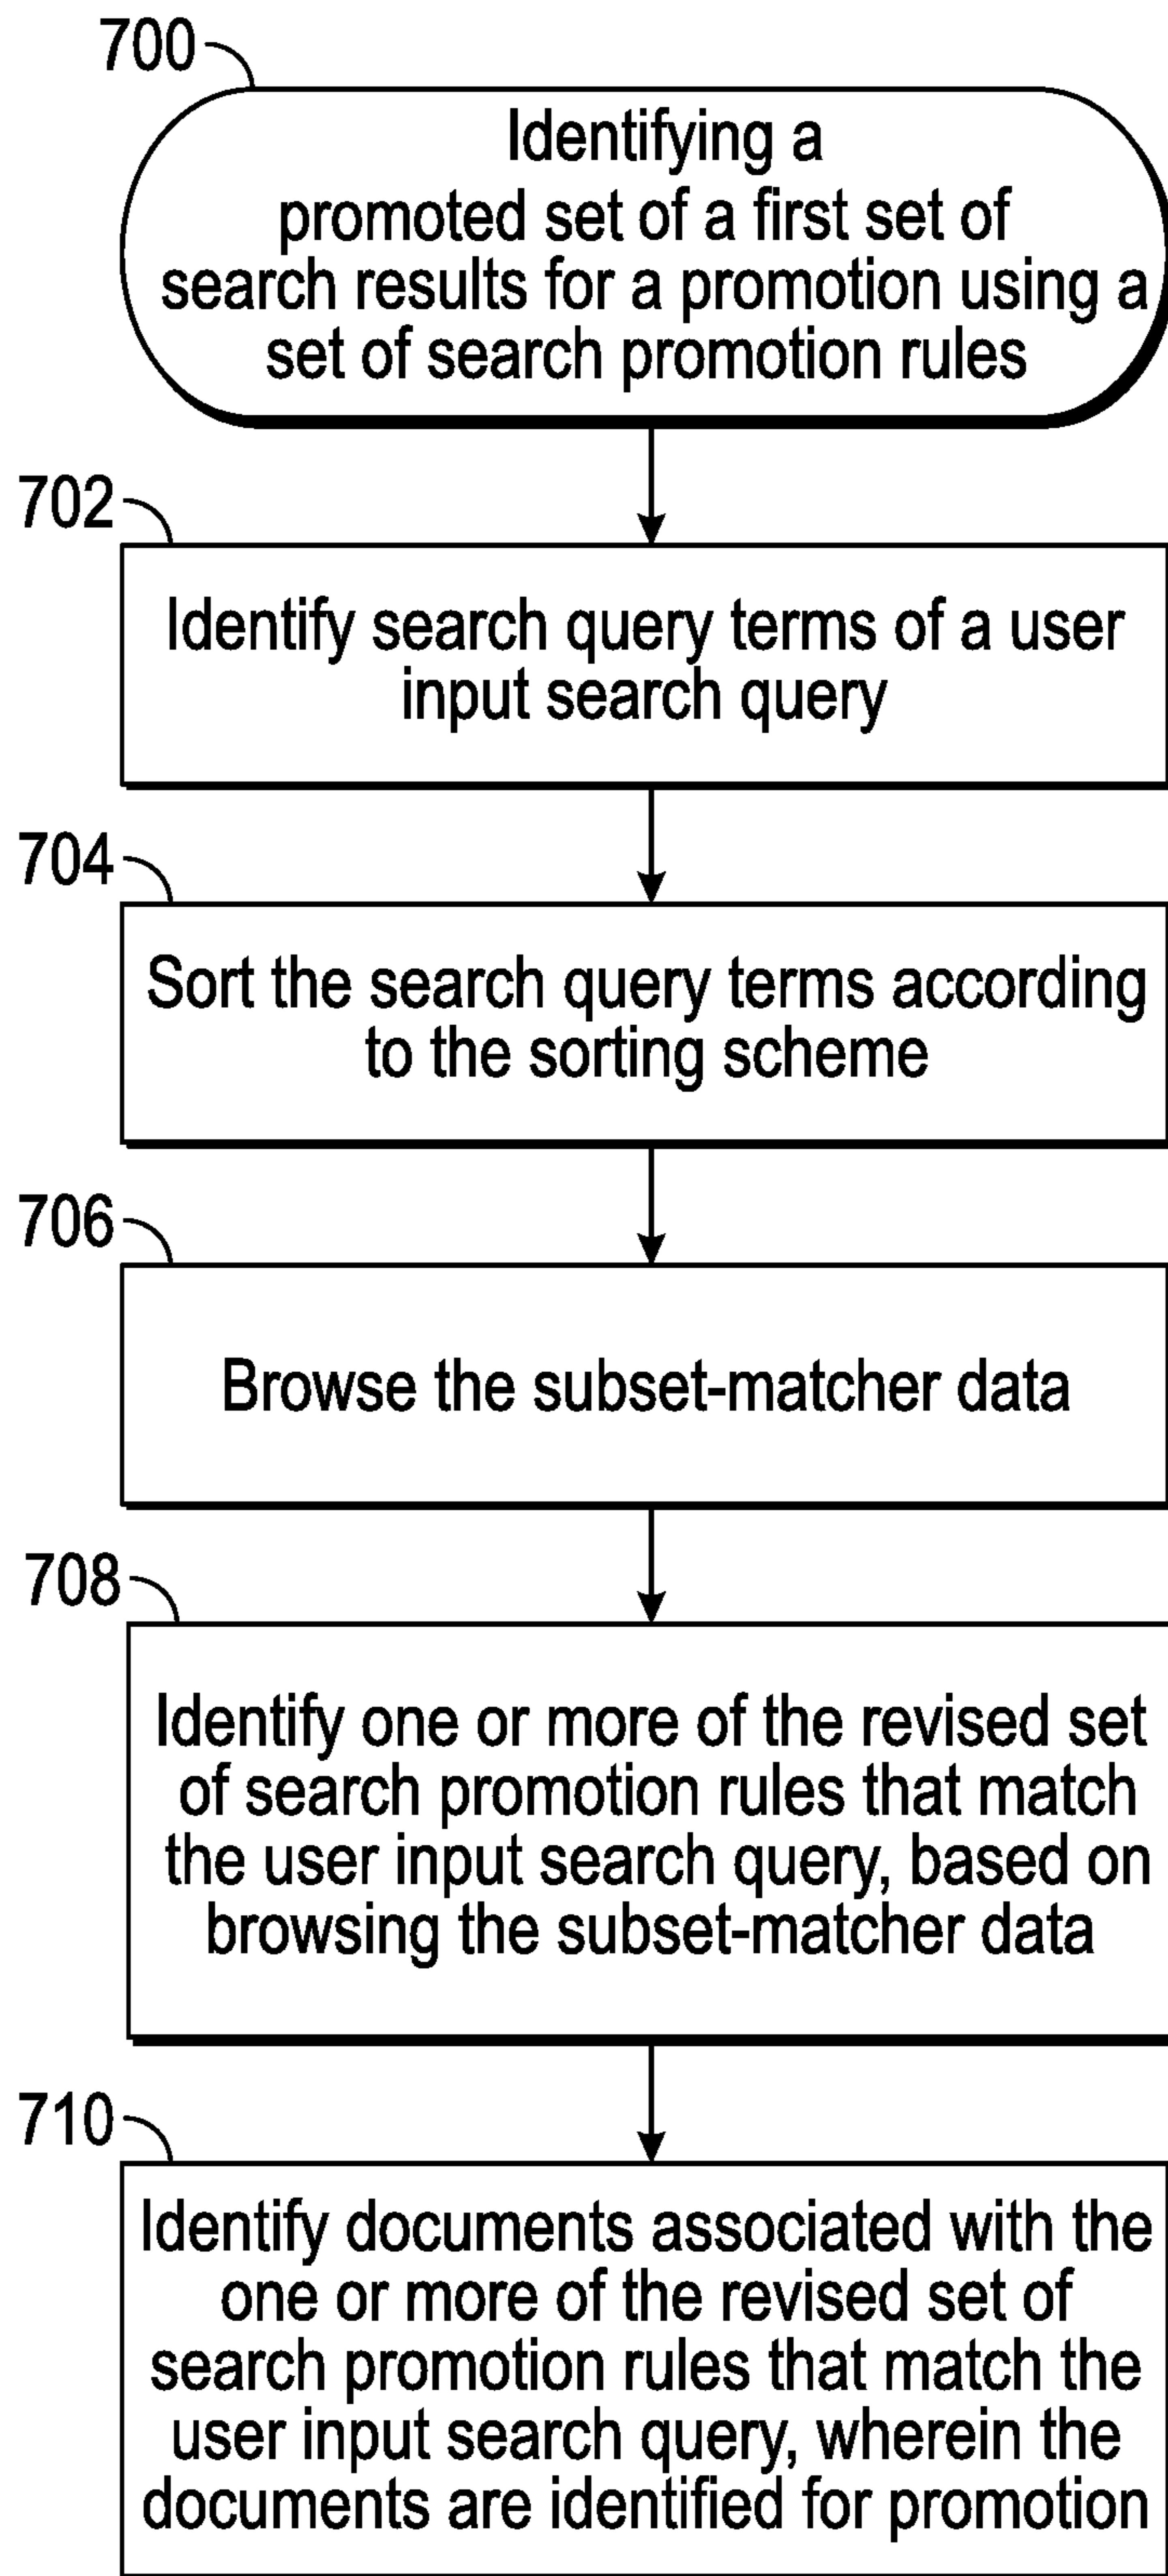 700
Identifying a
promoted set of a first set of
search results for a promotion using a
set of search promotion rules
702
Identify search query terms of a user
input search query
704
Sort the search query terms according
to the sorting scheme
706
Browse the subset-matcher data
708
Identify one or more of the revised set
of search promotion rules that match
the user input search query, based on
browsing the subset-matcher data
710
Identify documents associated with the
one or more of the revised set of
search promotion rules that match the
user input search query, wherein the
documents are identified for promotion